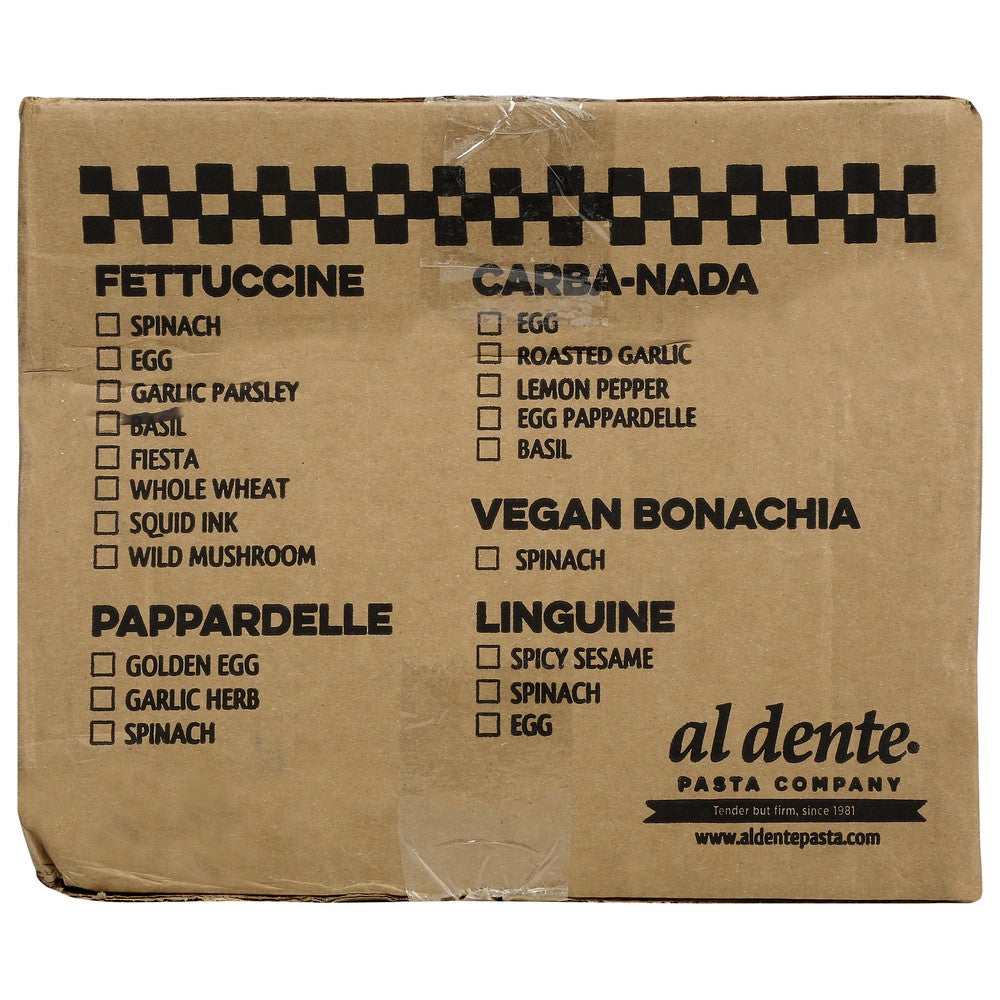 FETTUCCINE
SPINACH
EGG
GARLIC PARSLEY
BASIL
FIESTA
WHOLE WHEAT
SQUID INK
WILD MUSHROOM
PAPPARDELLE
GOLDEN EGG
GARLIC HERB
SPINACH
CARBA-NADA
EGG
ROASTED GARLIC
LEMON PEPPER
EGG PAPPARDELLE
BASIL
VEGAN BONACHIA
SPINACH
LINGUINE
SPICY SESAME
SPINACH
EGG
al dente®
PASTA COMPANY
Tender but firm, since 1981
www.aldentepasta.com